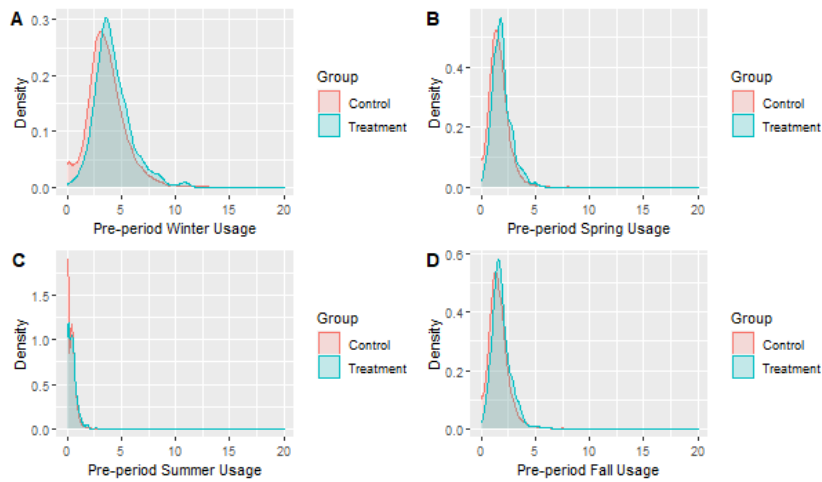 A
Density
0.3
0.2
0.1
0.0
0 5 10 15 20
Pre-period Winter Usage
Group
Control
Treatment
B
Density
0.4
0.2
0.0
0 5 10 15 20
Pre-period Spring Usage
Group
Control
Treatment
C
Density
1.5
1.0
0.5
0.0
0 5 10 15 20
Pre-period Summer Usage
Group
Control
Treatment
D
Density
0.6
0.4
0.2
0.0
0 5 10 15 20
Pre-period Fall Usage
Group
Control
Treatment